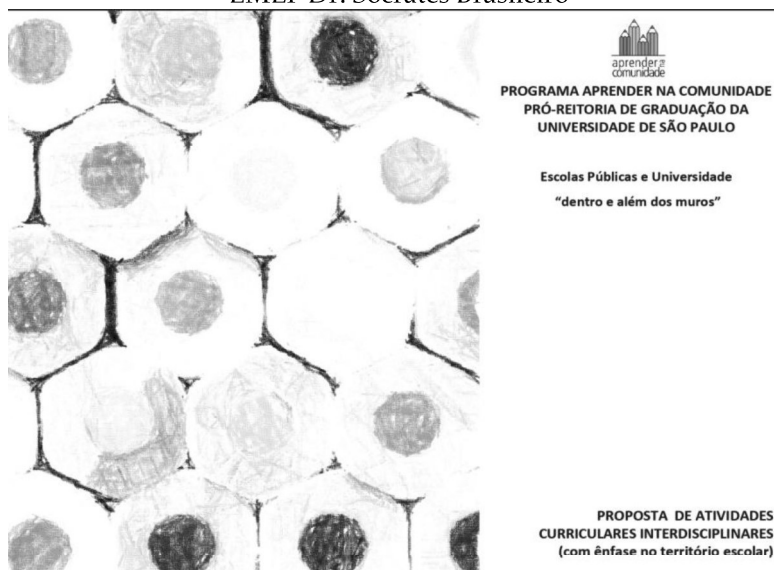 EMEF Dr. Sócrates Brasileiro
aprender na
comunidade
PROGRAMA APRENDER NA COMUNIDADE
PRÓ-REITORIA DE GRADUAÇÃO DA
UNIVERSIDADE DE SÃO PAULO
Escolas Públicas e Universidade
"dentro e além dos muros"
PROPOSTA DE ATIVIDADES
CURRICULARES INTERDISCIPLINARES
(com ênfase no território escolar)